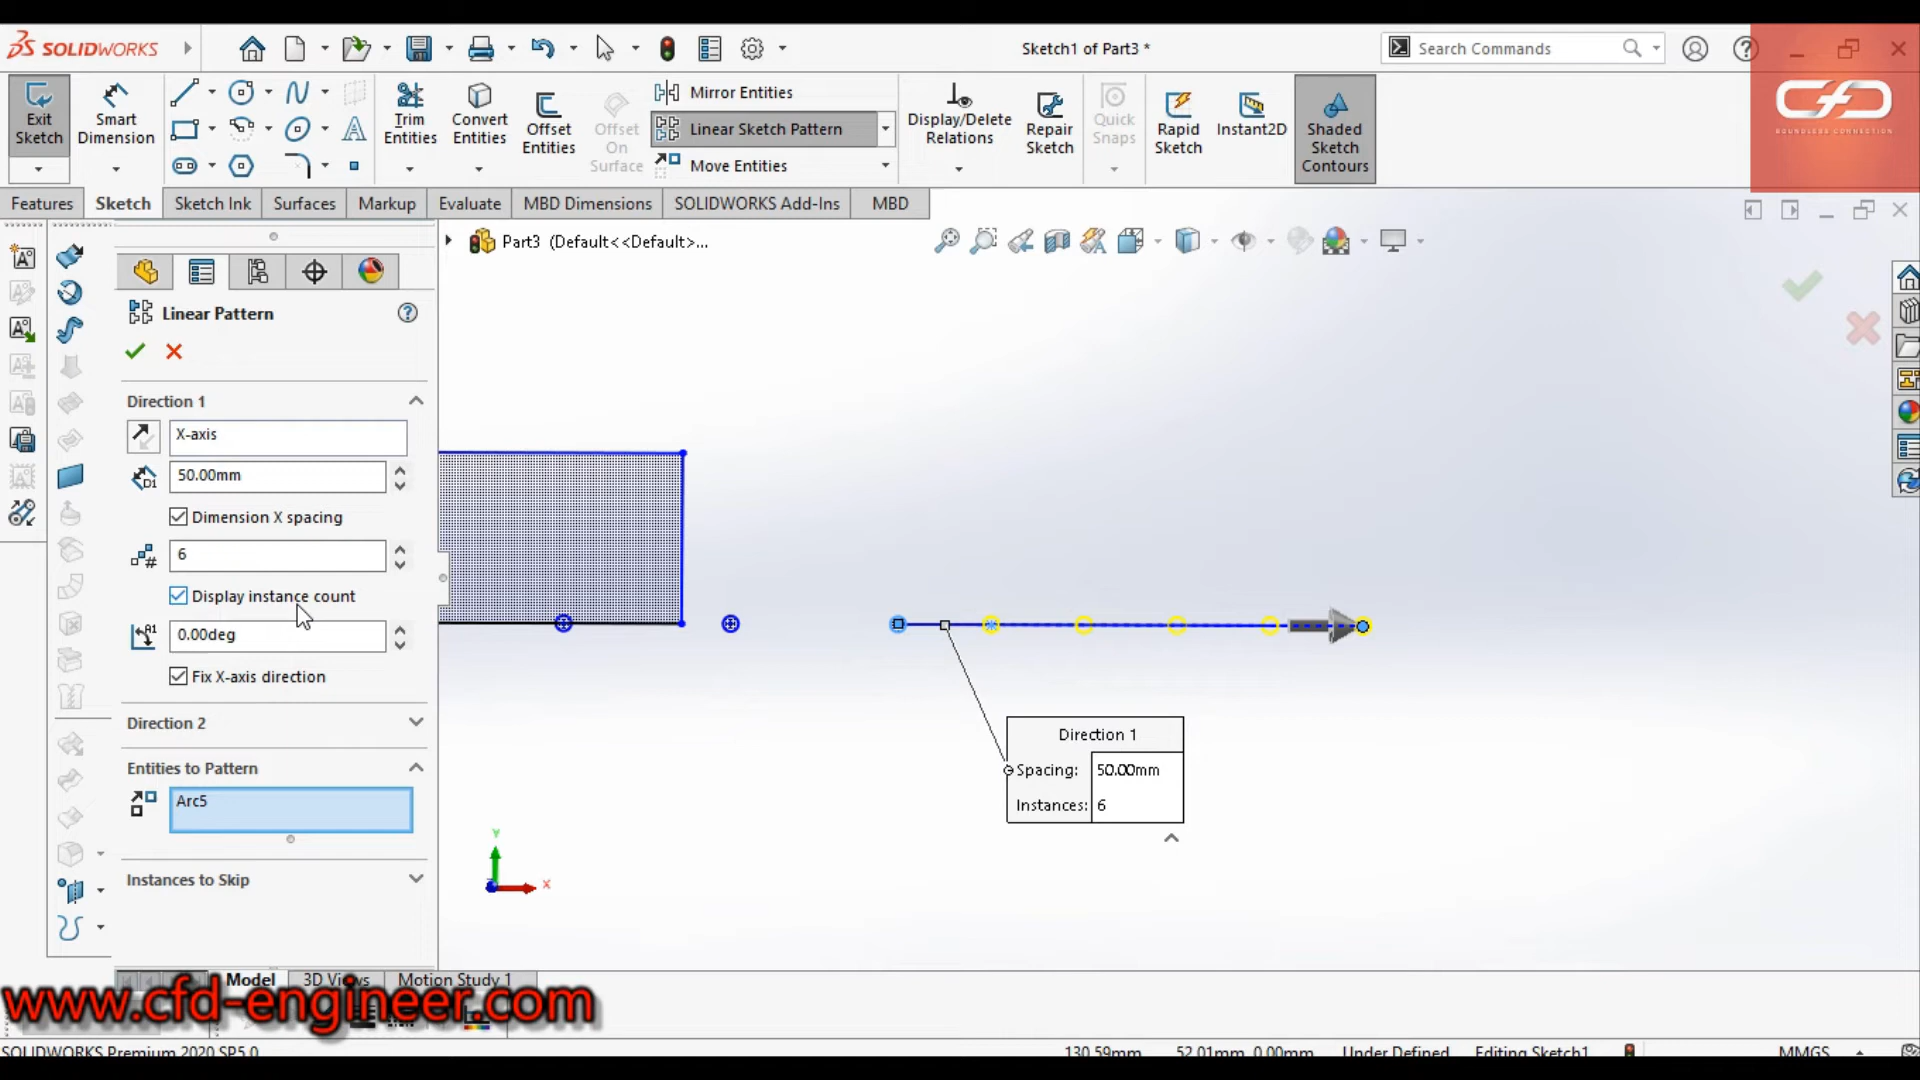 SOLIDWORKS
Sketch1 of Part3 *
Search Commands
Exit Sketch
Smart Dimension
Trim Entities
Convert Entities
Offset Entities
Offset On Surface
Mirror Entities
Linear Sketch Pattern
Move Entities
Display/Delete Relations
Repair Sketch
Quick Snaps
Rapid Sketch
Instant2D
Shaded Sketch Contours
BOUNDLESS CONNECTION
Features
Sketch
Sketch Ink
Surfaces
Markup
Evaluate
MBD Dimensions
SOLIDWORKS Add-Ins
MBD
Part3 (Default<<Default>...
Linear Pattern
Direction 1
X-axis
50.00mm
Dimension X spacing
6
Display instance count
0.00deg
Fix X-axis direction
Direction 2
Entities to Pattern
Arc5
Instances to Skip
Direction 1
Spacing: 50.00mm
Instances: 6
Y
X
Model
3D Views
Motion Study 1
www.cfd-engineer.com
SOLIDWORKS Premium 2020 SP5.0
130.59mm
52.01mm 0.00mm
Under Defined
Editing Sketch1
MMGS